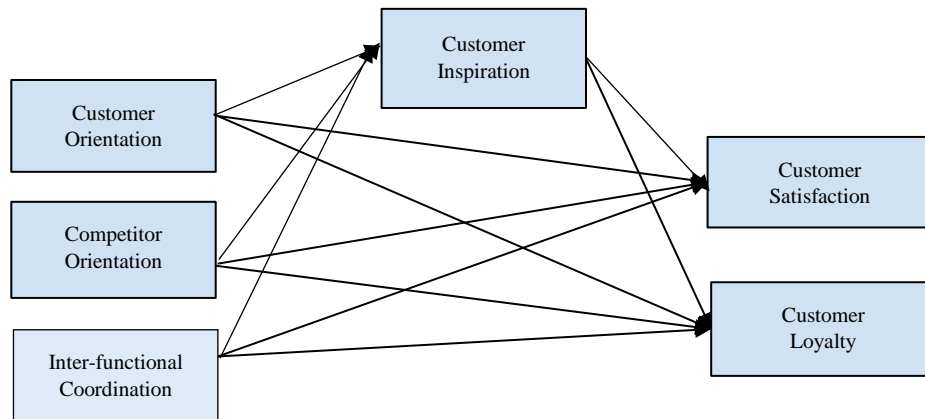 Customer
Inspiration
Customer
Orientation
Customer
Satisfaction
Competitor
Orientation
Customer
Loyalty
Inter-functional
Coordination